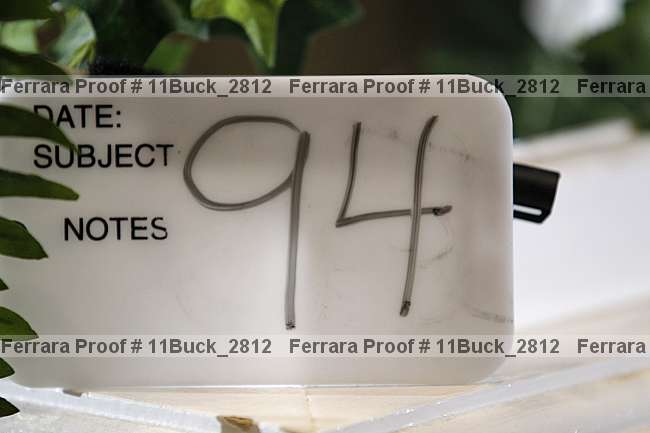 Ferrara Proof # 11Buck_2812 Ferrara Proof # 11Buck_2812 Ferrara
DATE:
SUBJECT
94
NOTES
Ferrara Proof # 11Buck_2812 Ferrara Proof # 11Buck_2812 Ferrara